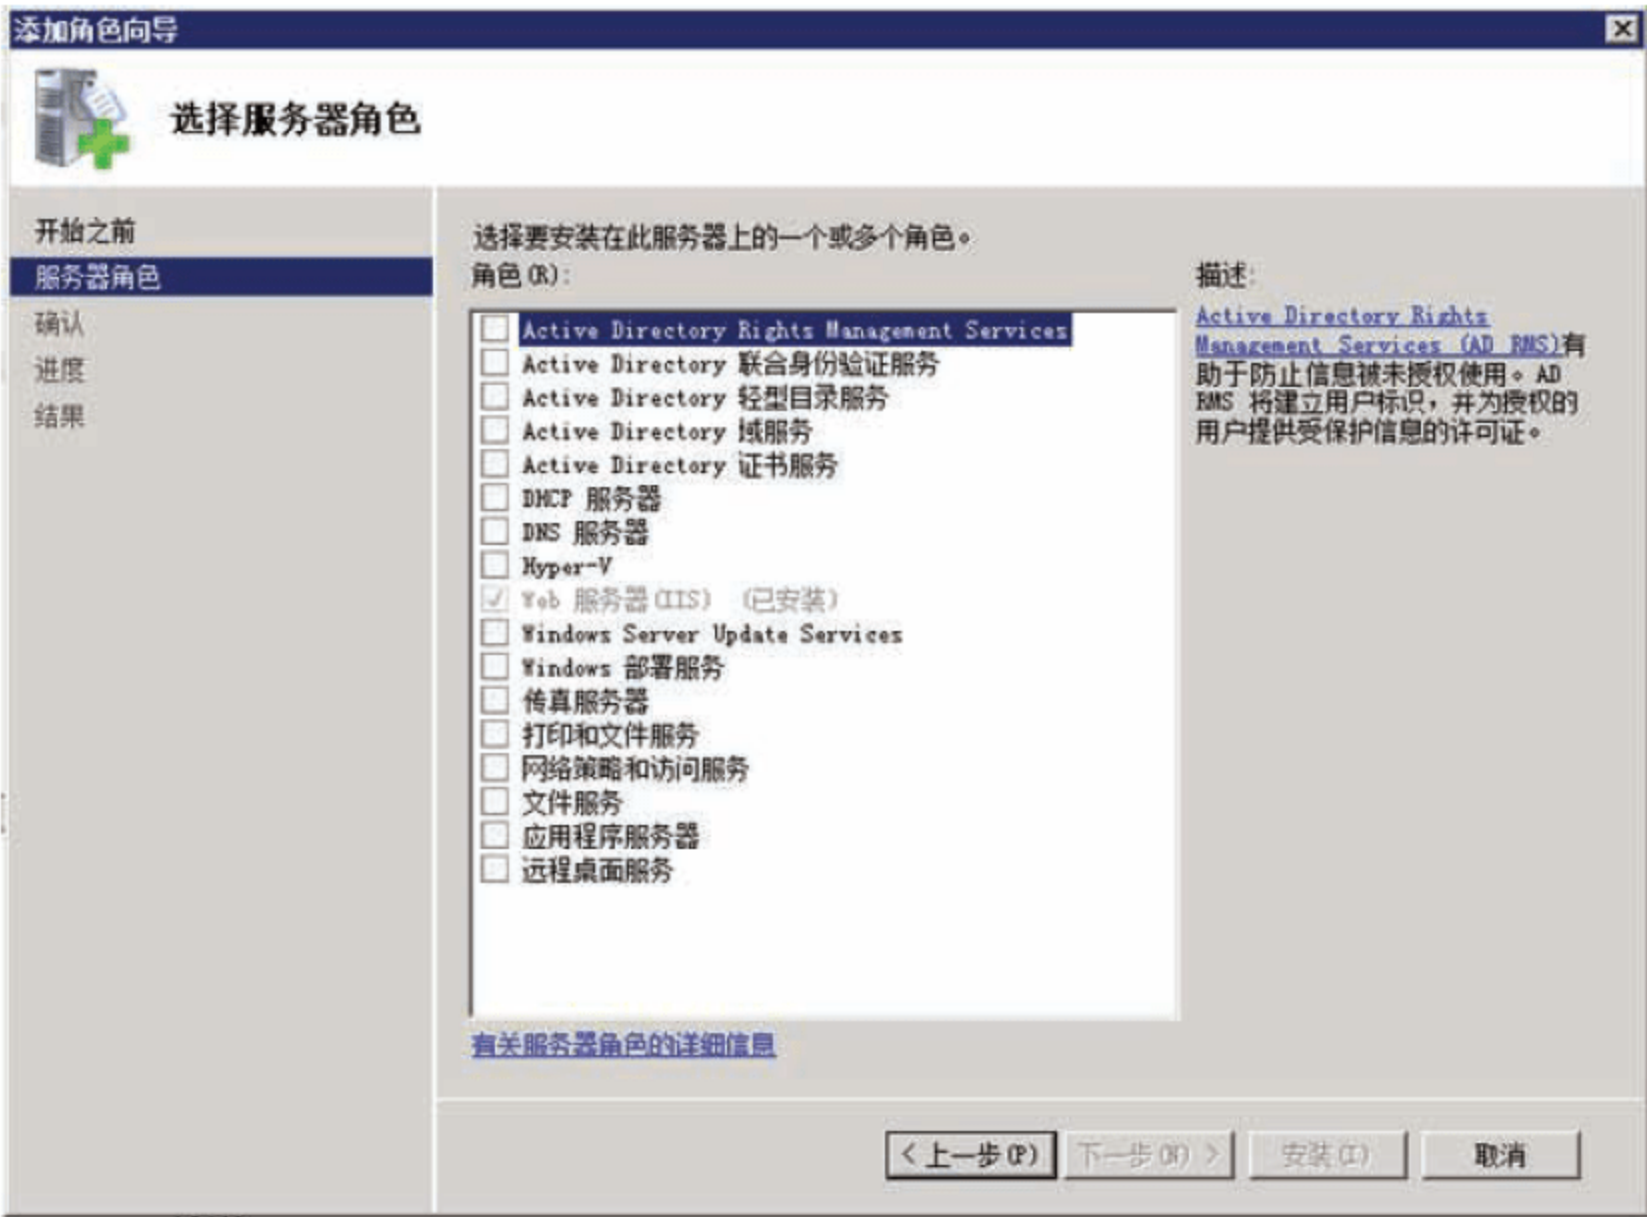 添加角色向导
选择服务器角色
开始之前
服务器角色
确认
进度
结果
选择要安装在此服务器上的一个或多个角色。
角色(R):
Active Directory Rights Management Services
Active Directory 联合身份验证服务
Active Directory 轻型目录服务
Active Directory 域服务
Active Directory 证书服务
DHCP 服务器
DNS 服务器
Hyper-V
Web 服务器(IIS) (已安装)
Windows Server Update Services
Windows 部署服务
传真服务器
打印和文件服务
网络策略和访问服务
文件服务
应用程序服务器
远程桌面服务
有关服务器角色的详细信息
描述:
Active Directory Rights
Management Services (AD RMS)有
助于防止信息被未授权使用。AD
RMS 将建立用户标识，并为授权的
用户提供受保护信息的许可证。
< 上一步(P)
下一步(N) >
安装(I)
取消